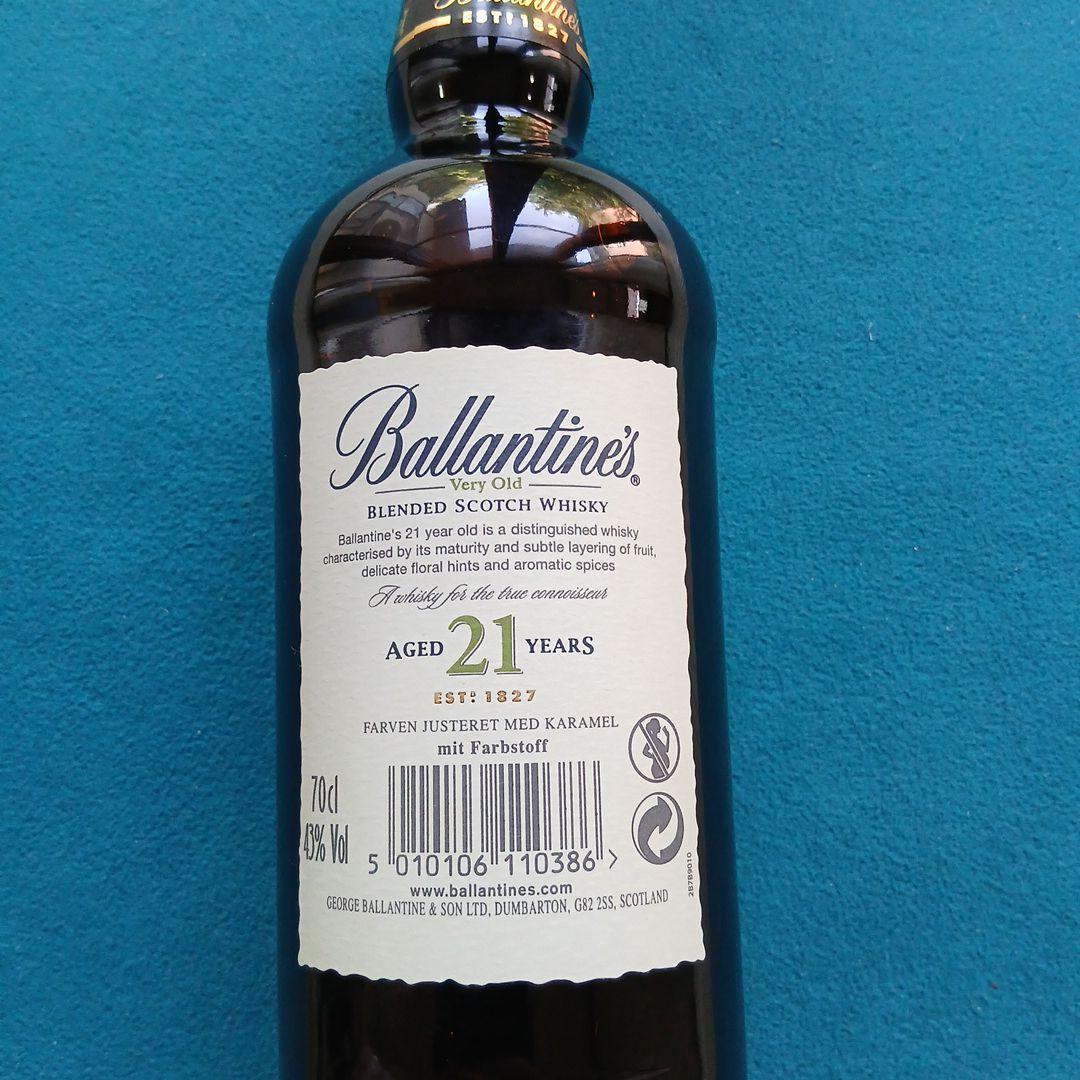 Ballantine's
ESTD 1827
Ballantine's®
Very Old
BLENDED SCOTCH WHISKY
Ballantine's 21 year old is a distinguished whisky
characterised by its maturity and subtle layering of fruit,
delicate floral hints and aromatic spices
A whisky for the true connoisseur
AGED 21 YEARS
ESTD 1827
FARVEN JUSTERET MED KARAMEL
mit Farbstoff
70cl
43% Vol
5 010106 110386 >
www.ballantines.com
GEORGE BALLANTINE & SON LTD, DUMBARTON, G82 2SS, SCOTLAND
2B7B9010